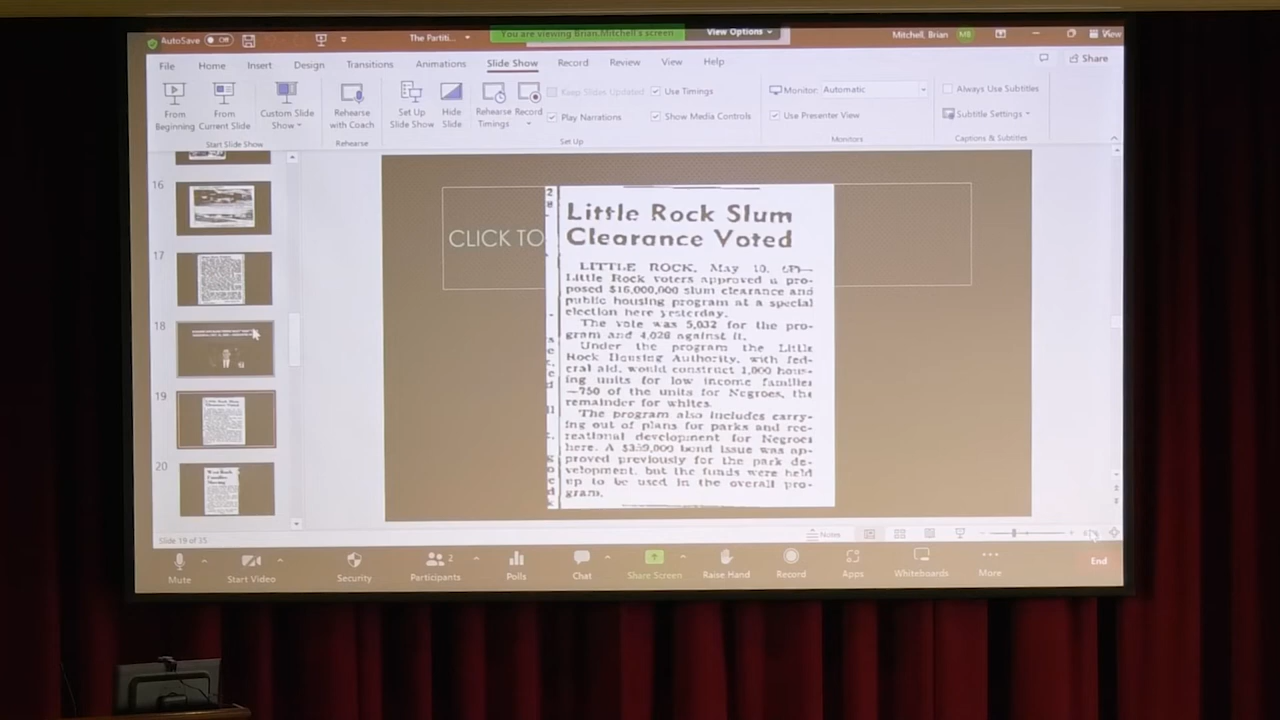 AutoSave Off
The Partiti...
You are viewing Brian.Mitchell's screen
View Options
Mitchell, Brian
MB
View
File Home Insert Design Transitions Animations Slide Show Record Review View Help
Share
From Beginning
From Current Slide
Custom Slide Show
Rehearse with Coach
Set Up Slide Show
Hide Slide
Rehearse Timings
Record
Keep Slides Updated
Use Timings
Play Narrations
Show Media Controls
Monitor: Automatic
Use Presenter View
Always Use Subtitles
Subtitle Settings
Start Slide Show
Rehearse
Set Up
Monitors
Captions & Subtitles
16
17
18
19
20
CLICK TO
Little Rock Slum
Clearance Voted
LITTLE ROCK, May 10. (P)—
Little Rock voters approved a pro-
posed $16,000,000 slum clearance and
public housing program at a special
election here yesterday.
The vote was 5,032 for the pro-
gram and 4,028 against it.
Under the program the Little
Rock Housing Authority, with fed-
eral aid, would construct 1,000 hous-
ing units for low income families
—750 of the units for Negroes, the
remainder for whites.
The program also includes carry-
ing out of plans for parks and rec-
reational development for Negroes
here. A $359,000 bond issue was ap-
proved previously for the park de-
velopment, but the funds were held
up to be used in the overall pro-
gram.
Slide 19 of 35
Notes
Mute
Start Video
Security
Participants 2
Polls
Chat
Share Screen
Raise Hand
Record
Apps
Whiteboards
More
End